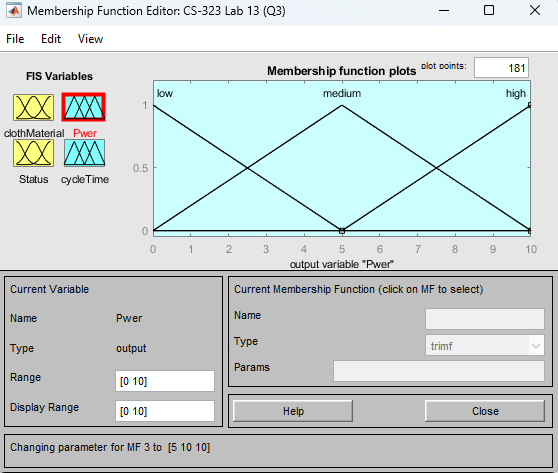 Membership Function Editor: CS-323 Lab 13 (Q3)
File Edit View
FIS Variables
clothMaterial Pwer
Status cycleTime
Membership function plots plot points: 181
low medium high
1
0.5
0
0 1 2 3 4 5 6 7 8 9 10
output variable "Pwer"
Current Variable
Name Pwer
Type output
Range [0 10]
Display Range [0 10]
Current Membership Function (click on MF to select)
Name
Type trimf
Params
Help Close
Changing parameter for MF 3 to [5 10 10]